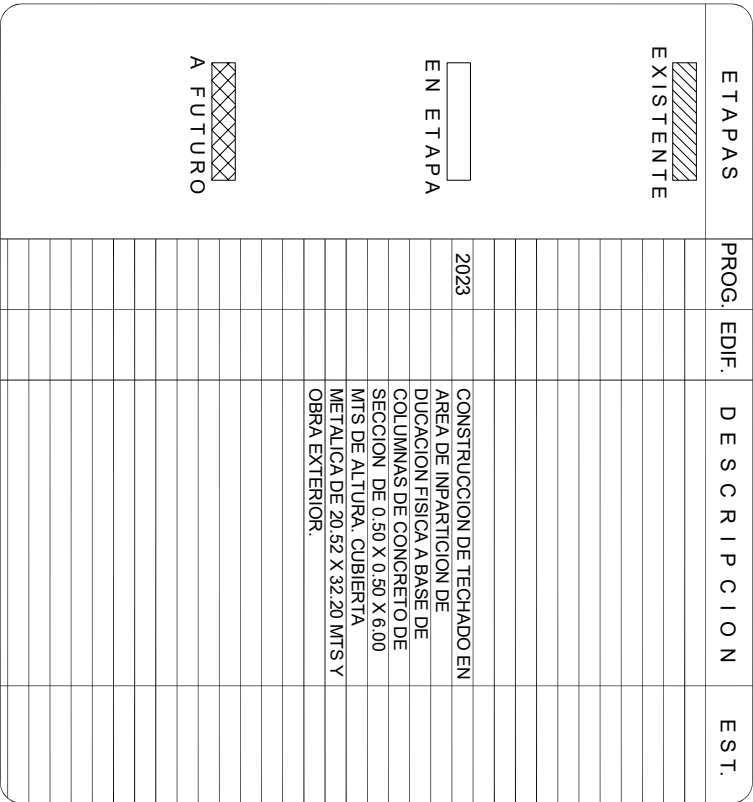 ETAPAS
EXISTENTE
EN ETAPA
A FUTURO
PROG. EDIF. DESCRIPCION EST.
2023 CONSTRUCCION DE TECHADO EN
AREA DE INPARTICION DE
DUCACION FISICA A BASE DE
COLUMNAS DE CONCRETO DE
SECCION DE 0.50 X 0.50 X 6.00
MTS DE ALTURA. CUBIERTA
METALICA DE 20.52 X 32.20 MTS Y
OBRA EXTERIOR.